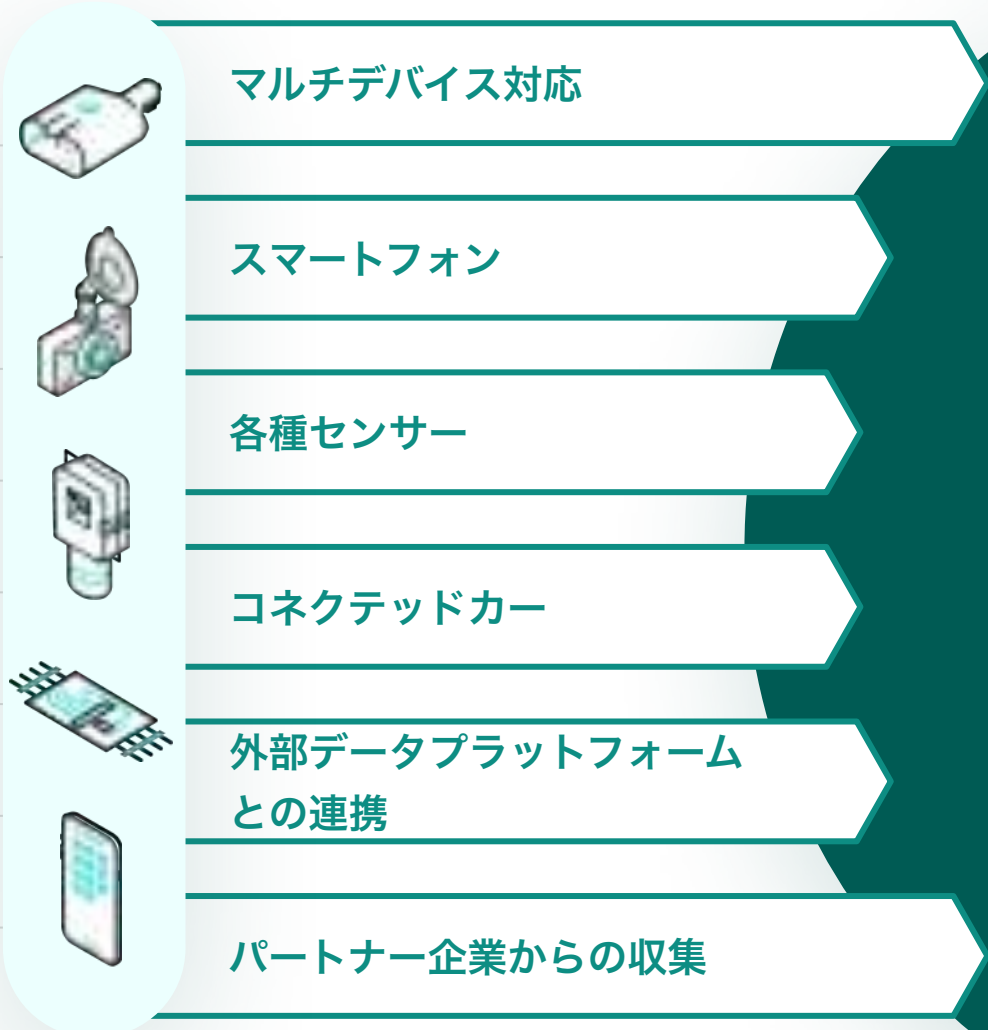 マルチデバイス対応
スマートフォン
各種センサー
コネクテッドカー
外部データプラットフォーム
との連携
パートナー企業からの収集